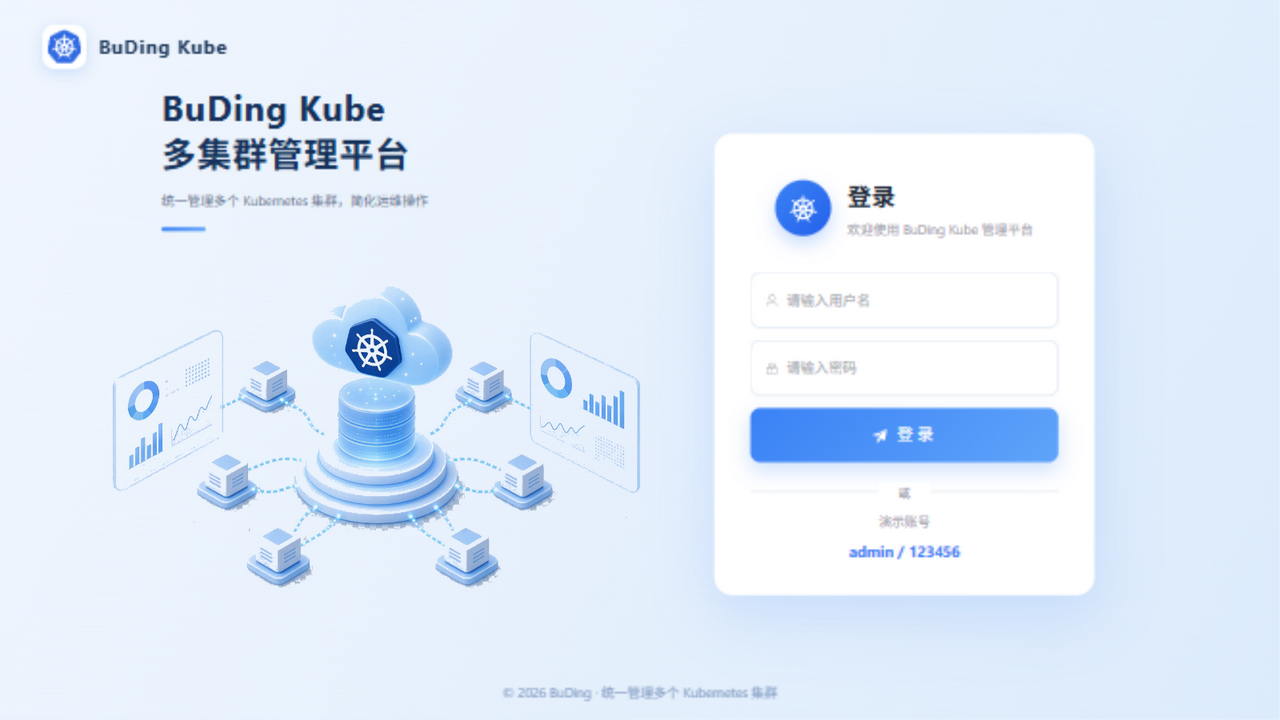 BuDing Kube
BuDing Kube
多集群管理平台
统一管理多个 Kubernetes 集群，简化运维操作
登录
欢迎使用 BuDing Kube 管理平台
请输入用户名
请输入密码
登 录
或
演示账号
admin / 123456
© 2026 BuDing · 统一管理多个 Kubernetes 集群